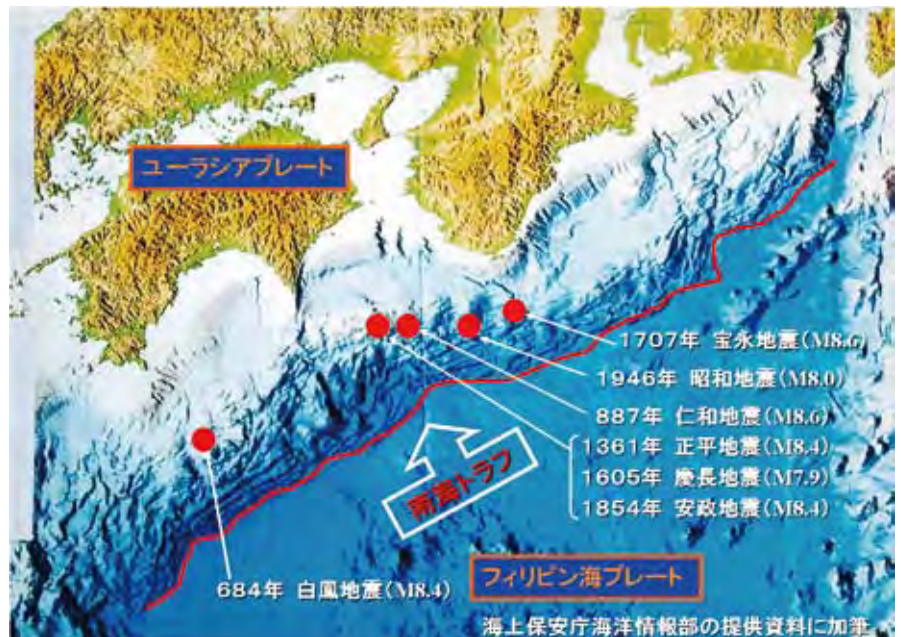 ユーラシアプレート
1707年 宝永地震(M8.6)
1946年 昭和地震(M8.0)
887年 仁和地震(M8.6)
1361年 正平地震(M8.4)
1605年 慶長地震(M7.9)
1854年 安政地震(M8.4)
南海トラフ
684年 白鳳地震(M8.4)
フィリピン海プレート
海上保安庁海洋情報部の提供資料に加筆